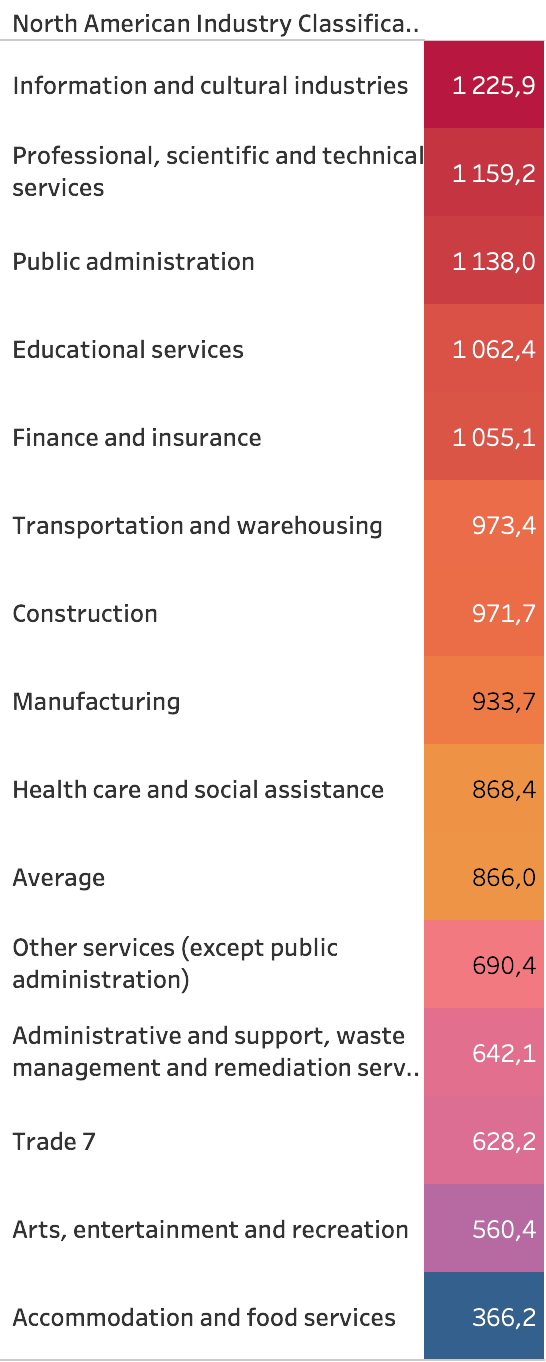 North American Industry Classifica..
Information and cultural industries 1 225,9
Professional, scientific and technical
services 1 159,2
Public administration 1 138,0
Educational services 1 062,4
Finance and insurance 1 055,1
Transportation and warehousing 973,4
Construction 971,7
Manufacturing 933,7
Health care and social assistance 868,4
Average 866,0
Other services (except public
administration) 690,4
Administrative and support, waste
management and remediation serv.. 642,1
Trade 7 628,2
Arts, entertainment and recreation 560,4
Accommodation and food services 366,2